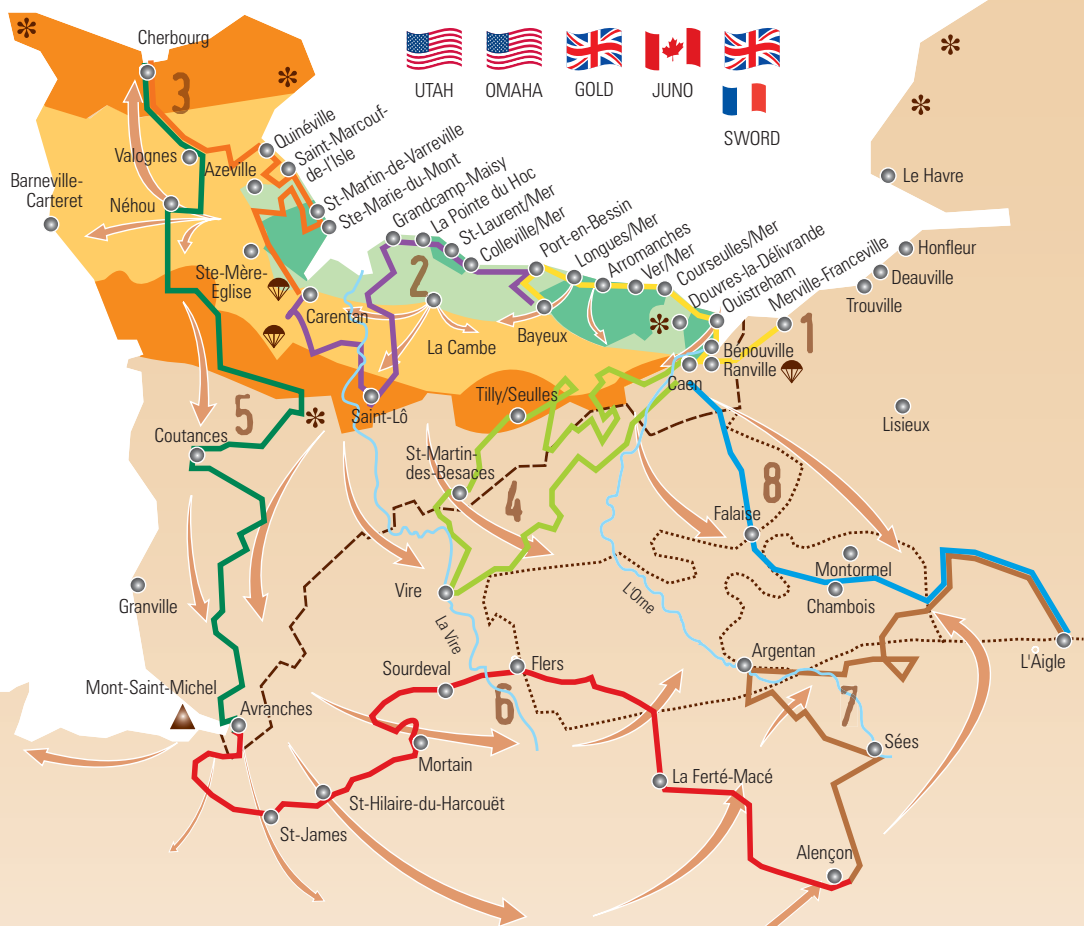 UTAH
OMAHA
GOLD
JUNO
SWORD
Cherbourg
3
Quinéville
Saint-Marcouf-
de-l'Isle
Valognes
Azeville
St-Martin-de-Varreville
Ste-Marie-du-Mont
Barneville-
Carteret
Néhou
Grandcamp-Maisy
La Pointe du Hoc
St-Laurent/Mer
Colleville/Mer
Port-en-Bessin
Longues/Mer
Arromanches
Ver/Mer
Courseulles/Mer
Douvres-la-Délivrande
Ouistreham
Merville-Franceville
Le Havre
Honfleur
Deauville
Trouville
Ste-Mère-
Eglise
Carentan
2
La Cambe
Bayeux
1
Benouville
Ranville
Caen
Saint-Lô
Tilly/Seulles
Lisieux
5
Coutances
St-Martin-
des-Besaces
4
8
Falaise
Montormel
Chambois
Granville
Vire
La Vire
L'Orne
L'Aigle
Argentan
Sourdeval
Flers
6
7
Mont-Saint-Michel
Avranches
Mortain
Sées
La Ferté-Macé
St-Hilaire-du-Harcouët
St-James
Alençon